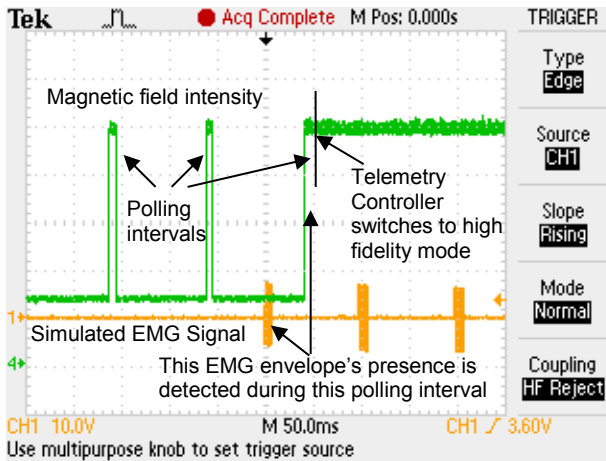 Tek Acq Complete M Pos: 0.000s TRIGGER
Type
Edge
Magnetic field intensity
Source
CH1
Polling
intervals
Telemetry
Controller
switches to high
fidelity mode
Slope
Rising
Mode
Normal
1+
Simulated EMG Signal
This EMG envelope's presence is
detected during this polling interval
4+
Coupling
HF Reject
CH1 10.0V M 50.0ms CH1 3.60V
Use multipurpose knob to set trigger source